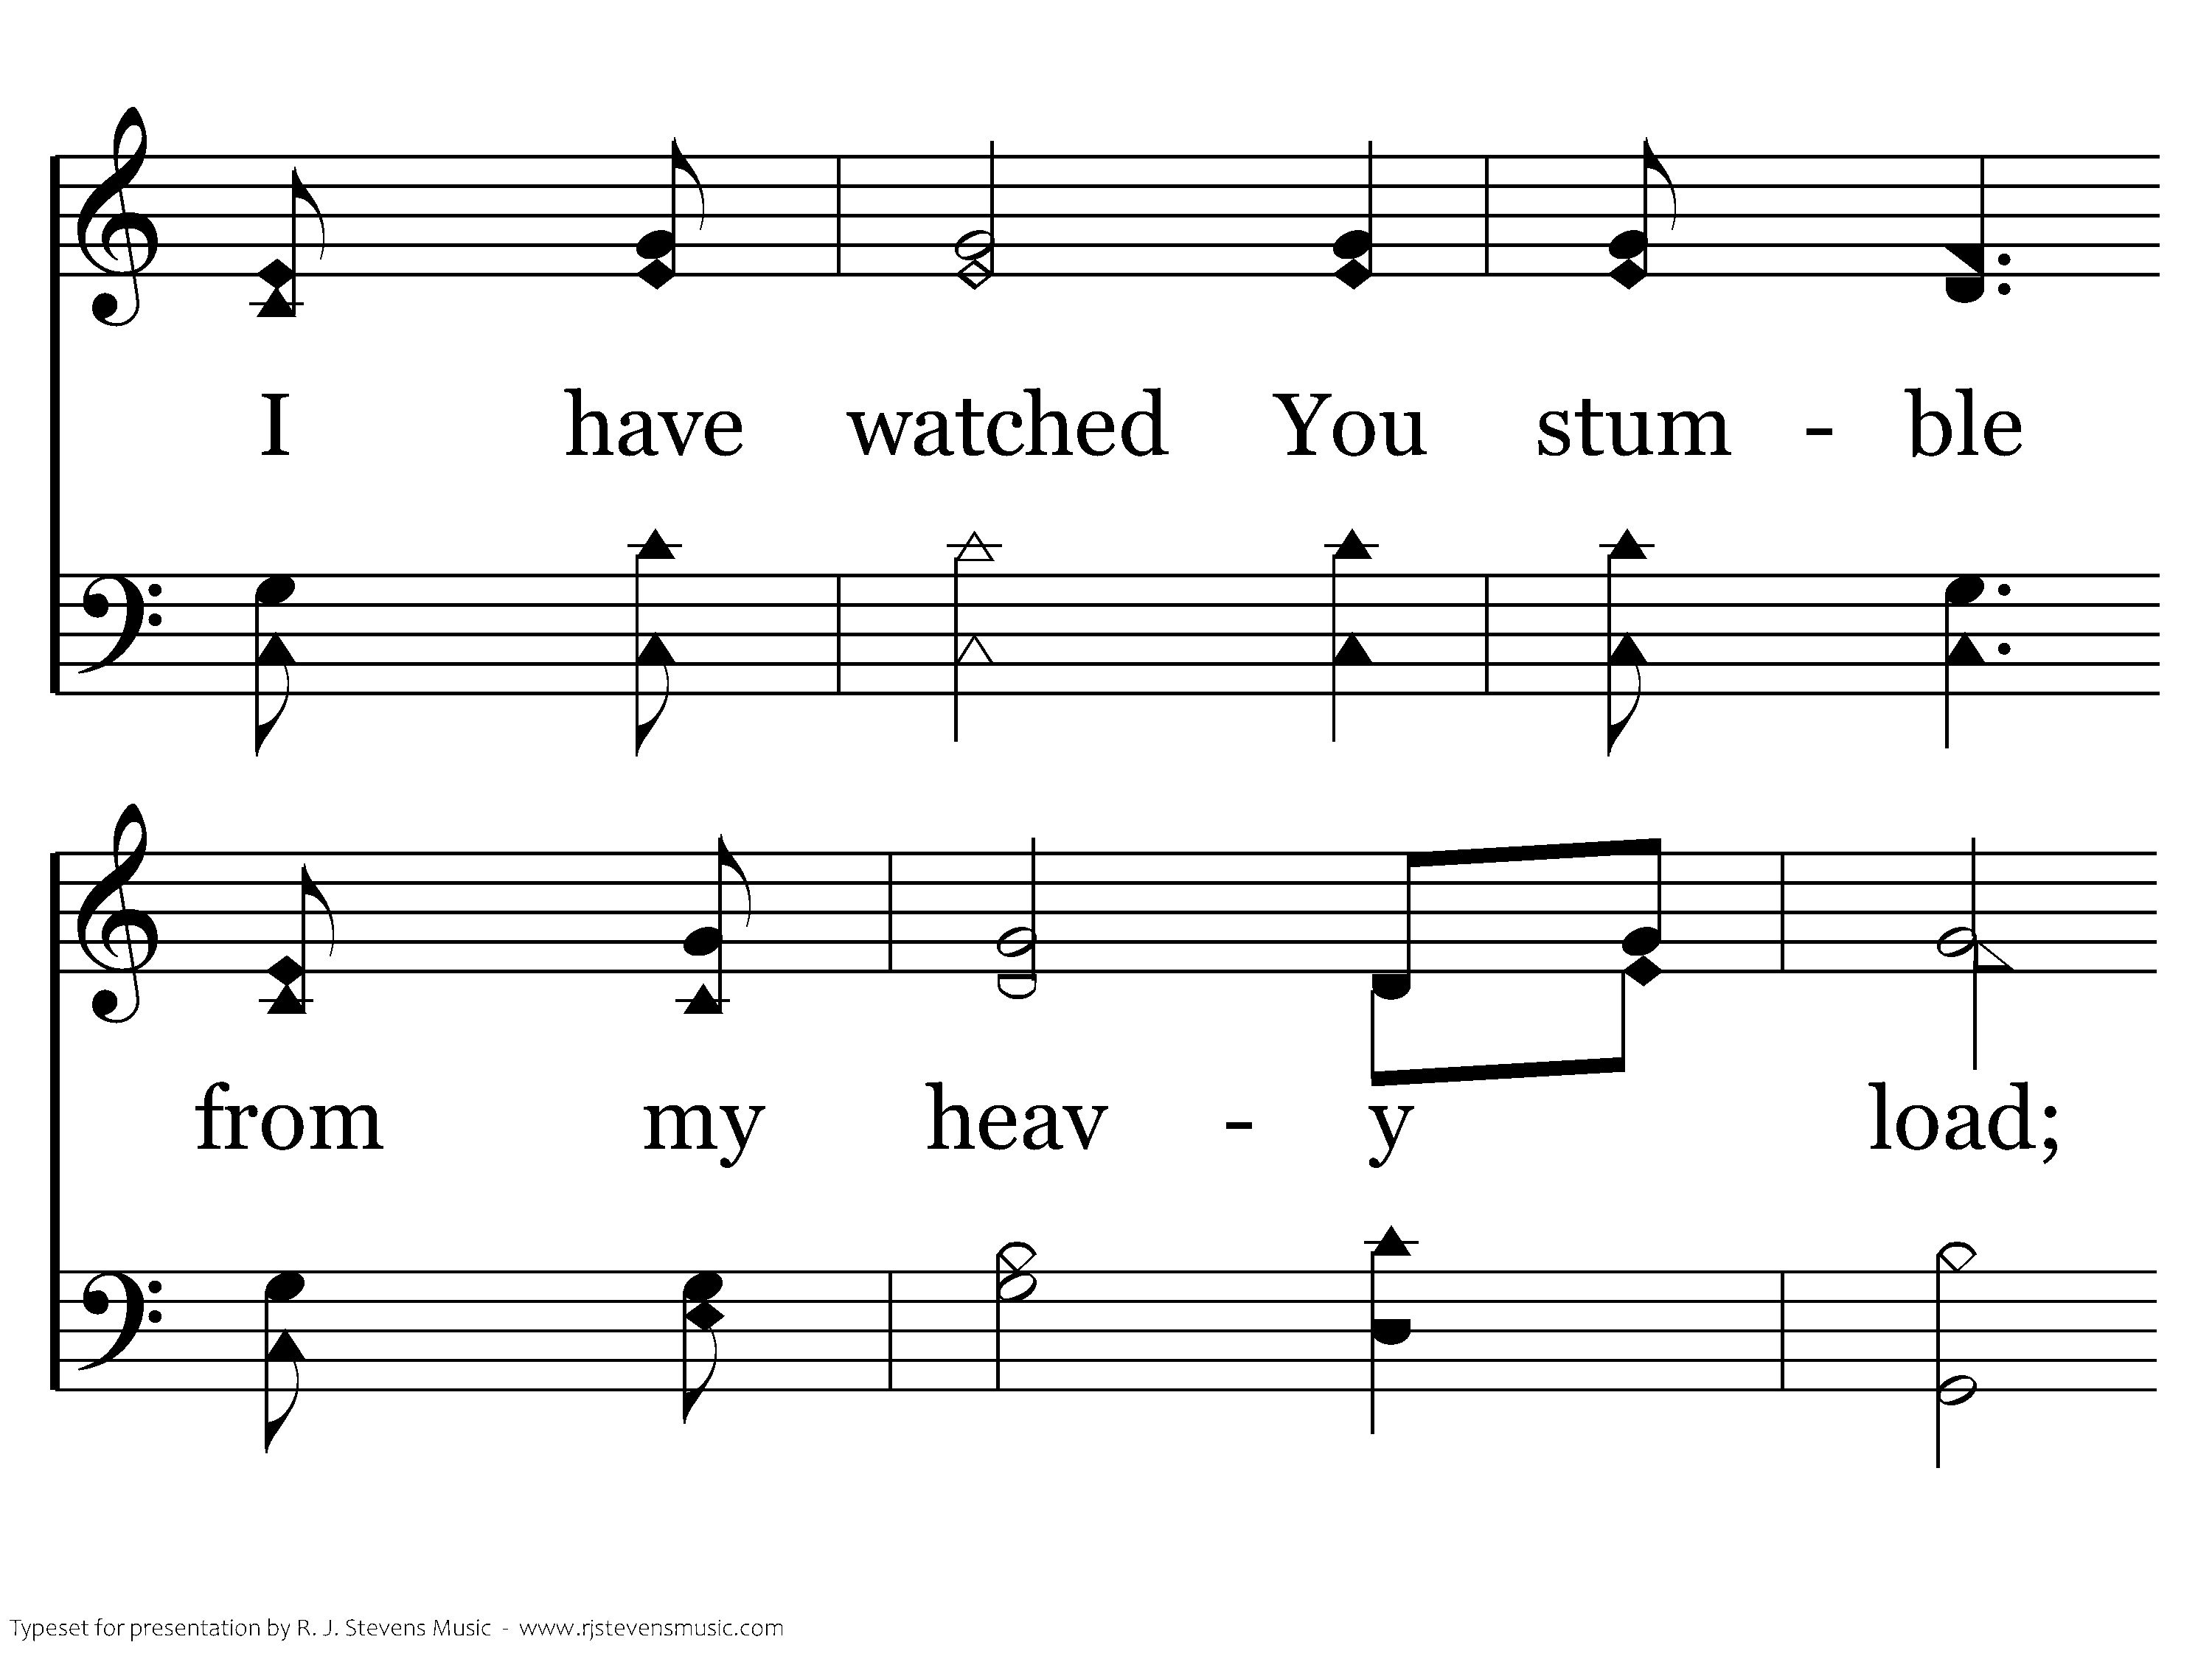 I have watched You stum - ble
from my heav - y load;
Typeset for presentation by R. J. Stevens Music - www.rjstevensmusic.com